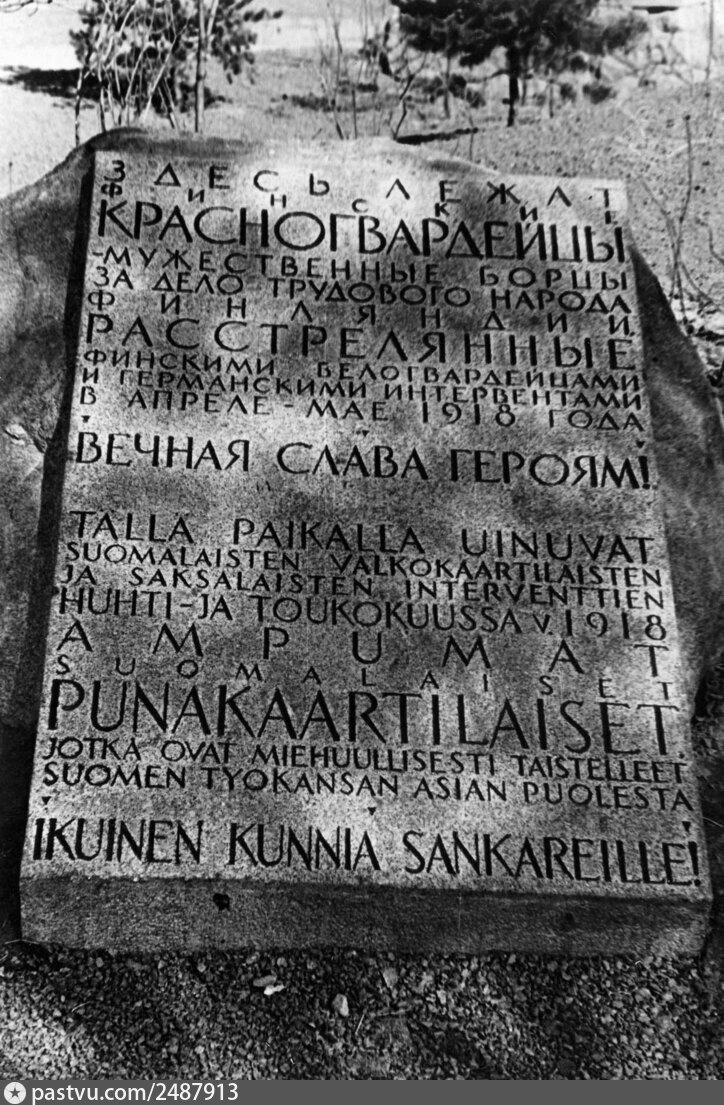 ЗДЕСЬ ЛЕЖАТ
ФИНСКИЕ
КРАСНОГВАРДЕЙЦЫ
-МУЖЕСТВЕННЫЕ БОРЦЫ
ЗА ДЕЛО ТРУДОВОГО НАРОДА
ФИНЛЯНДИИ,
РАССТРЕЛЯННЫЕ
ФИНСКИМИ БЕЛОГВАРДЕЙЦАМИ
И ГЕРМАНСКИМИ ИНТЕРВЕНТАМИ
В АПРЕЛЕ-МАЕ 1918 ГОДА
ВЕЧНАЯ СЛАВА ГЕРОЯМ!
TÄLLÄ PAIKALLA UINUVAT
SUOMALAISTEN VALKOKAARTILAISTEN
JA SAKSALAISTEN INTERVENTTIEN
HUHTI-JA TOUKOKUUSSA V. 1918
AMPUMAT
SUOMALAISET
PUNAKAARTILAISET.
JOTKA OVAT MIEHUULLISESTI TAISTELLEET
SUOMEN TYÖKANSAN ASIAN PUOLESTA
IKUINEN KUNNIA SANKAREILLE!
pastvu.com/2487913